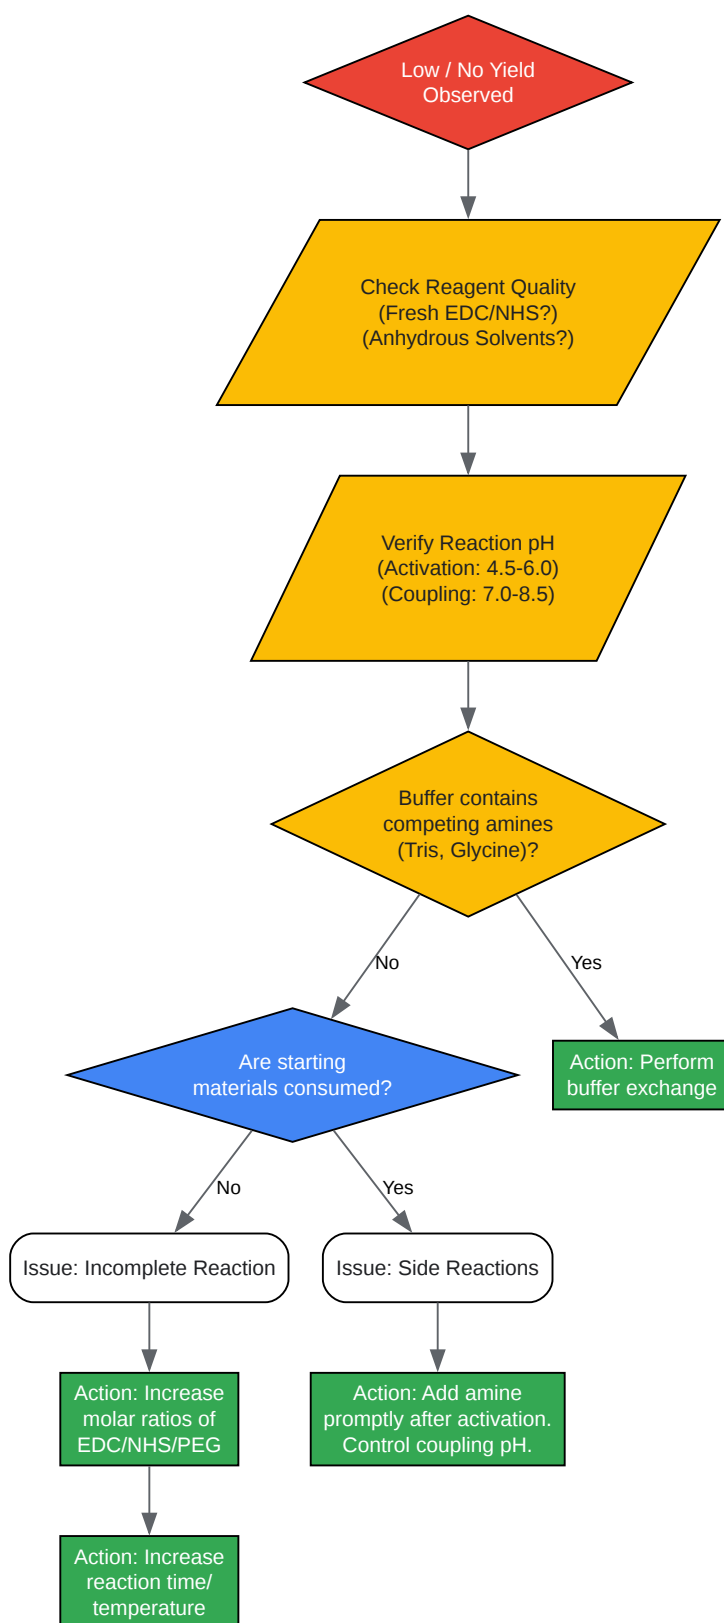 Low / No Yield
Observed
Check Reagent Quality
(Fresh EDC/NHS?)
(Anhydrous Solvents?)
Verify Reaction pH
(Activation: 4.5-6.0)
(Coupling: 7.0-8.5)
Buffer contains
competing amines
(Tris, Glycine)?
No
Yes
Are starting
materials consumed?
Action: Perform
buffer exchange
No
Yes
Issue: Incomplete Reaction
Issue: Side Reactions
Action: Increase
molar ratios of
EDC/NHS/PEG
Action: Add amine
promptly after activation.
Control coupling pH.
Action: Increase
reaction time/
temperature